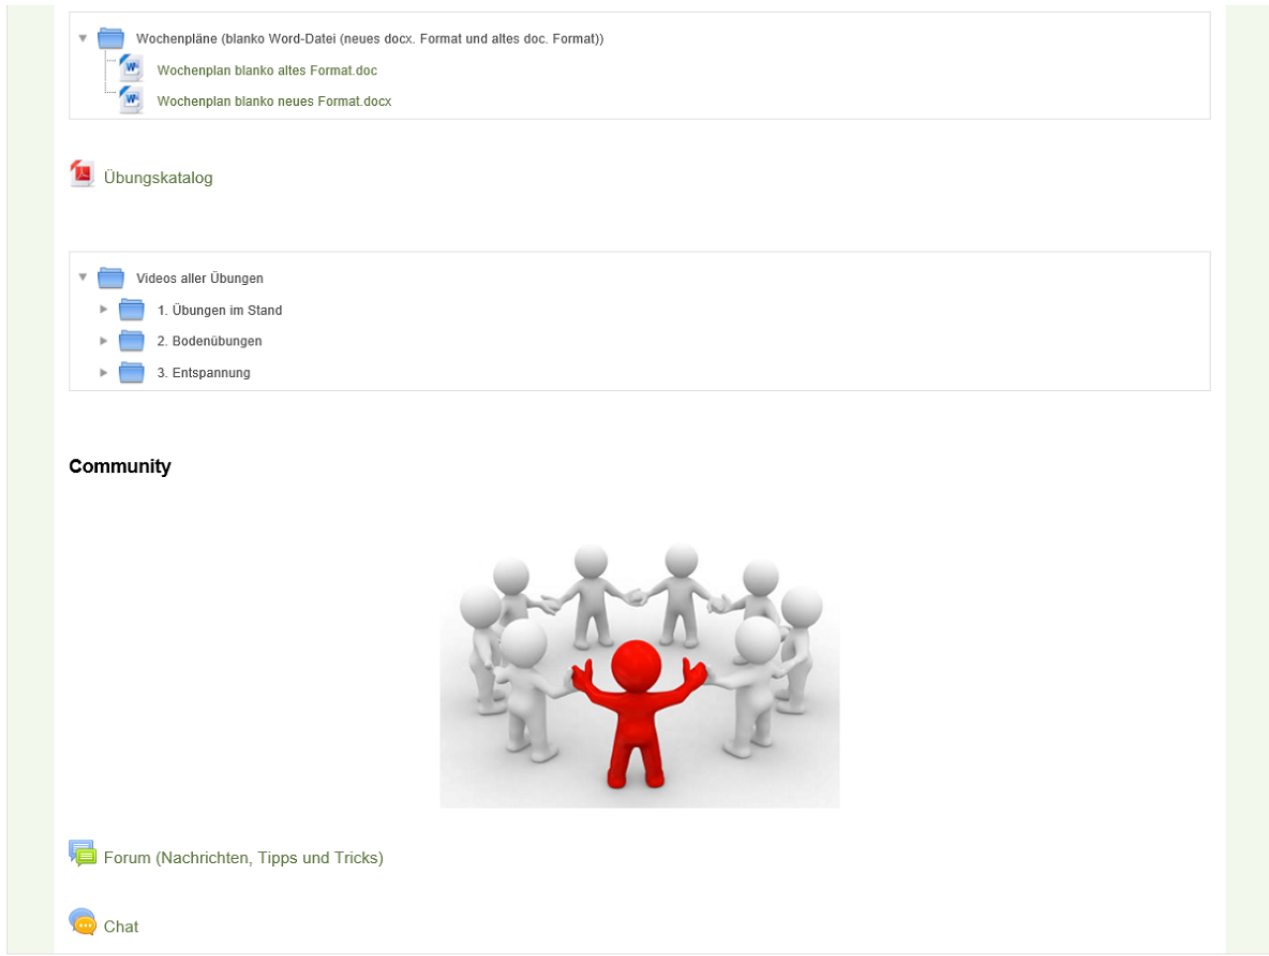 Wochenpläne (blanko Word-Datei (neues docx. Format und altes doc. Format))
Wochenplan blanko altes Format.doc
Wochenplan blanko neues Format.docx
Übungskatalog
Videos aller Übungen
1. Übungen im Stand
2. Bodenübungen
3. Entspannung
Community
Forum (Nachrichten, Tipps und Tricks)
Chat